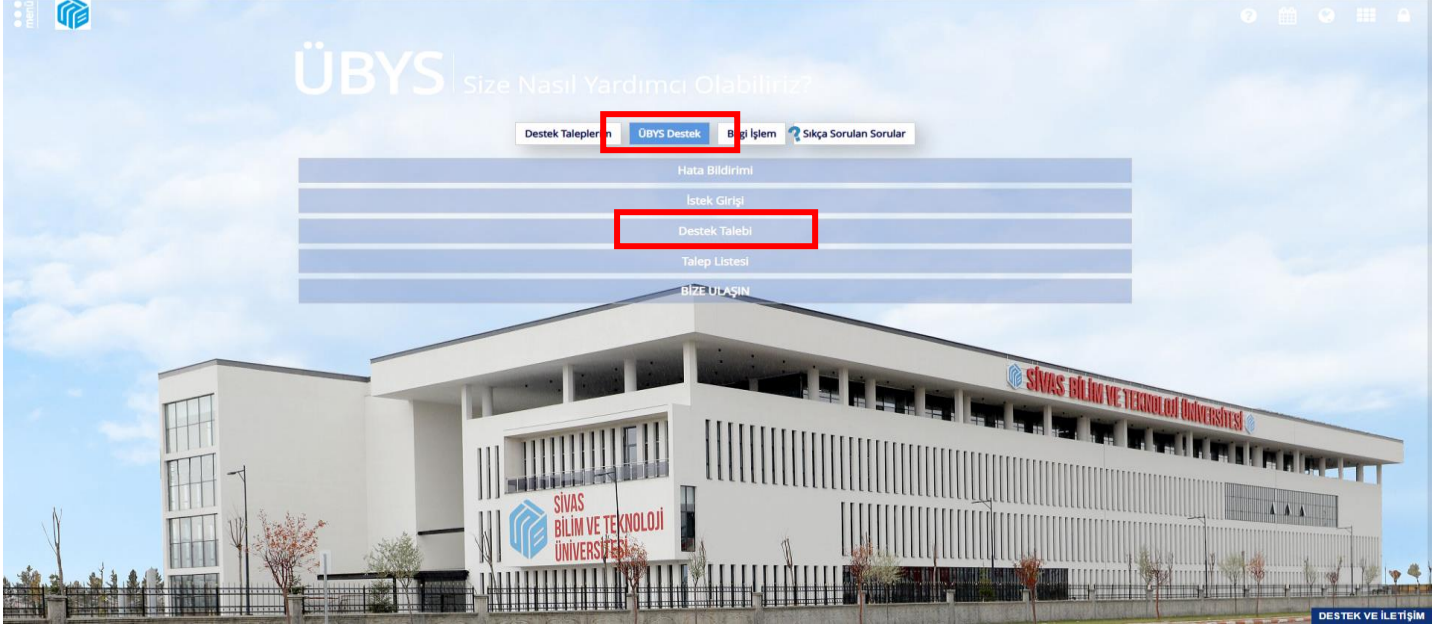 menü
ÜBYS
Size Nasıl Yardımcı Olabiliriz?
Destek Taleplerim
ÜBYS Destek
Bilgi İşlem
Sıkça Sorulan Sorular
Hata Bildirimi
İstek Girişi
Destek Talebi
Talep Listesi
BİZE ULAŞIN
SİVAS BİLİM VE TEKNOLOJİ ÜNİVERSİTESİ
SİVAS
BİLİM VE TEKNOLOJİ
ÜNİVERSİTESİ
DESTEK VE İLETİŞİM